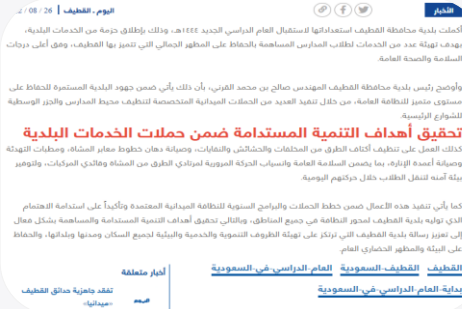 الأخبار
اليوم - القطيف
08 / 26 /
أكملت بلدية محافظة القطيف استعداداتها لاستقبال العام الدراسي الجديد ١٤٤٤هـ، وذلك بإطلاق حزمة من الخدمات البلدية،
بهدف تهيئة عدد من الخدمات لطلاب المدارس المساهمة بالحفاظ على المظهر الجمالي التي تتميز بها القطيف، وفق أعلى درجات
السلامة والصحة العامة.
وأوضح رئيس بلدية محافظة القطيف المهندس صالح بن محمد القرني، بأن ذلك يأتي ضمن جهود البلدية المستمرة للحفاظ على
مستوى متميز للنظافة العامة، من خلال تنفيذ العديد من الحملات الميدانية المتخصصة لتنظيف محيط المدارس والجزر الوسطية
للشوارع الرئيسية.
تحقيق أهداف التنمية المستدامة ضمن حملات الخدمات البلدية
كذلك العمل على تنظيف أكتاف الطرق من المخلفات والحشائش والنفايات، وصيانة دهان خطوط معابر المشاة، ومطبات التهدئة
وصيانة أعمدة الإنارة، بما يضمن السلامة العامة وانسياب الحركة المرورية لمرتادي الطرق من المشاة وقائدي المركبات، ولتوفير
بيئة آمنة لتنقل الطلاب خلال حركتهم اليومية.
كما يأتي تنفيذ هذه الأعمال ضمن خطط الحملات والبرامج السنوية للنظافة الميدانية المعتمدة وتأكيداً على استدامة الاهتمام
الذي توليه بلدية القطيف لمحور النظافة في جميع المناطق، وبالتالي تحقيق أهداف التنمية المستدامة والمساهمة بشكل فعال
إلى تعزيز رسالة بلدية القطيف التي ترتكز على تهيئة الظروف التنموية والخدمية والبيئية لجميع السكان ومدنها وبلداتها، والحفاظ
على البيئة والمظهر الحضاري العام.
القطيف القطيف-السعودية العام-الدراسي-في-السعودية
بداية-العام-الدراسي-في-السعودية
أخبار متعلقة
تفقد جاهزية حدائق القطيف
«ميدانيا»
اليوم